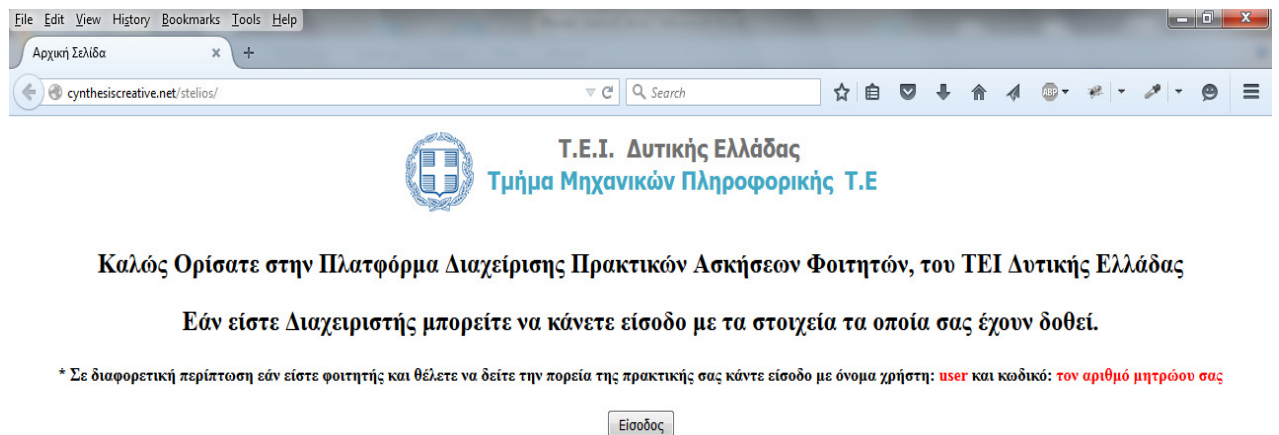 File Edit View History Bookmarks Tools Help
Αρχική Σελίδα × +
cynthesiscreative.net/stelios/ Search ABP
Τ.Ε.Ι. Δυτικής Ελλάδας
Τμήμα Μηχανικών Πληροφορικής Τ.Ε
Καλώς Ορίσατε στην Πλατφόρμα Διαχείρισης Πρακτικών Ασκήσεων Φοιτητών, του ΤΕΙ Δυτικής Ελλάδας
Εάν είστε Διαχειριστής μπορείτε να κάνετε είσοδο με τα στοιχεία τα οποία σας έχουν δοθεί.
* Σε διαφορετική περίπτωση εάν είστε φοιτητής και θέλετε να δείτε την πορεία της πρακτικής σας κάντε είσοδο με όνομα χρήστη: user και κωδικό: τον αριθμό μητρώου σας
Είσοδος